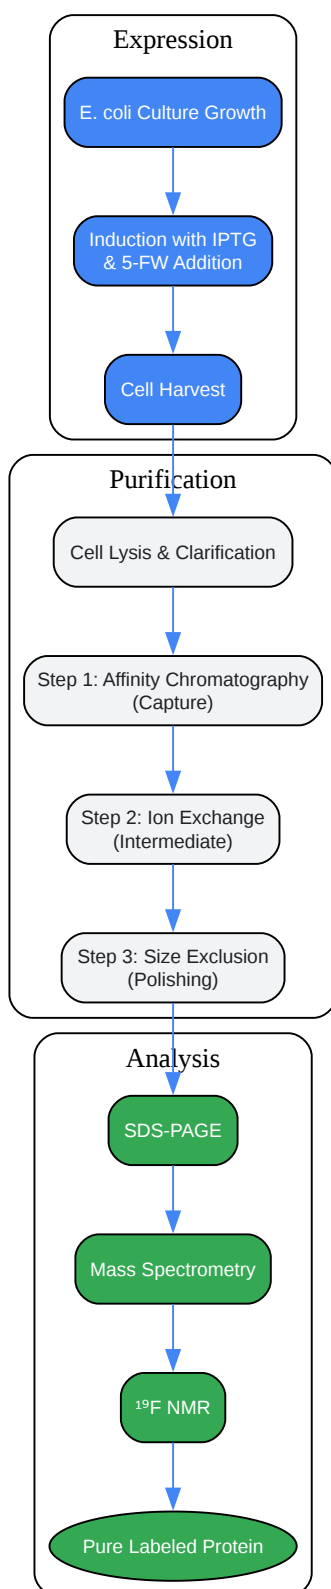 Expression
E. coli Culture Growth
Induction with IPTG
& 5-FW Addition
Cell Harvest
Purification
Cell Lysis & Clarification
Step 1: Affinity Chromatography
(Capture)
Step 2: Ion Exchange
(Intermediate)
Step 3: Size Exclusion
(Polishing)
Analysis
SDS-PAGE
Mass Spectrometry
¹⁹F NMR
Pure Labeled Protein